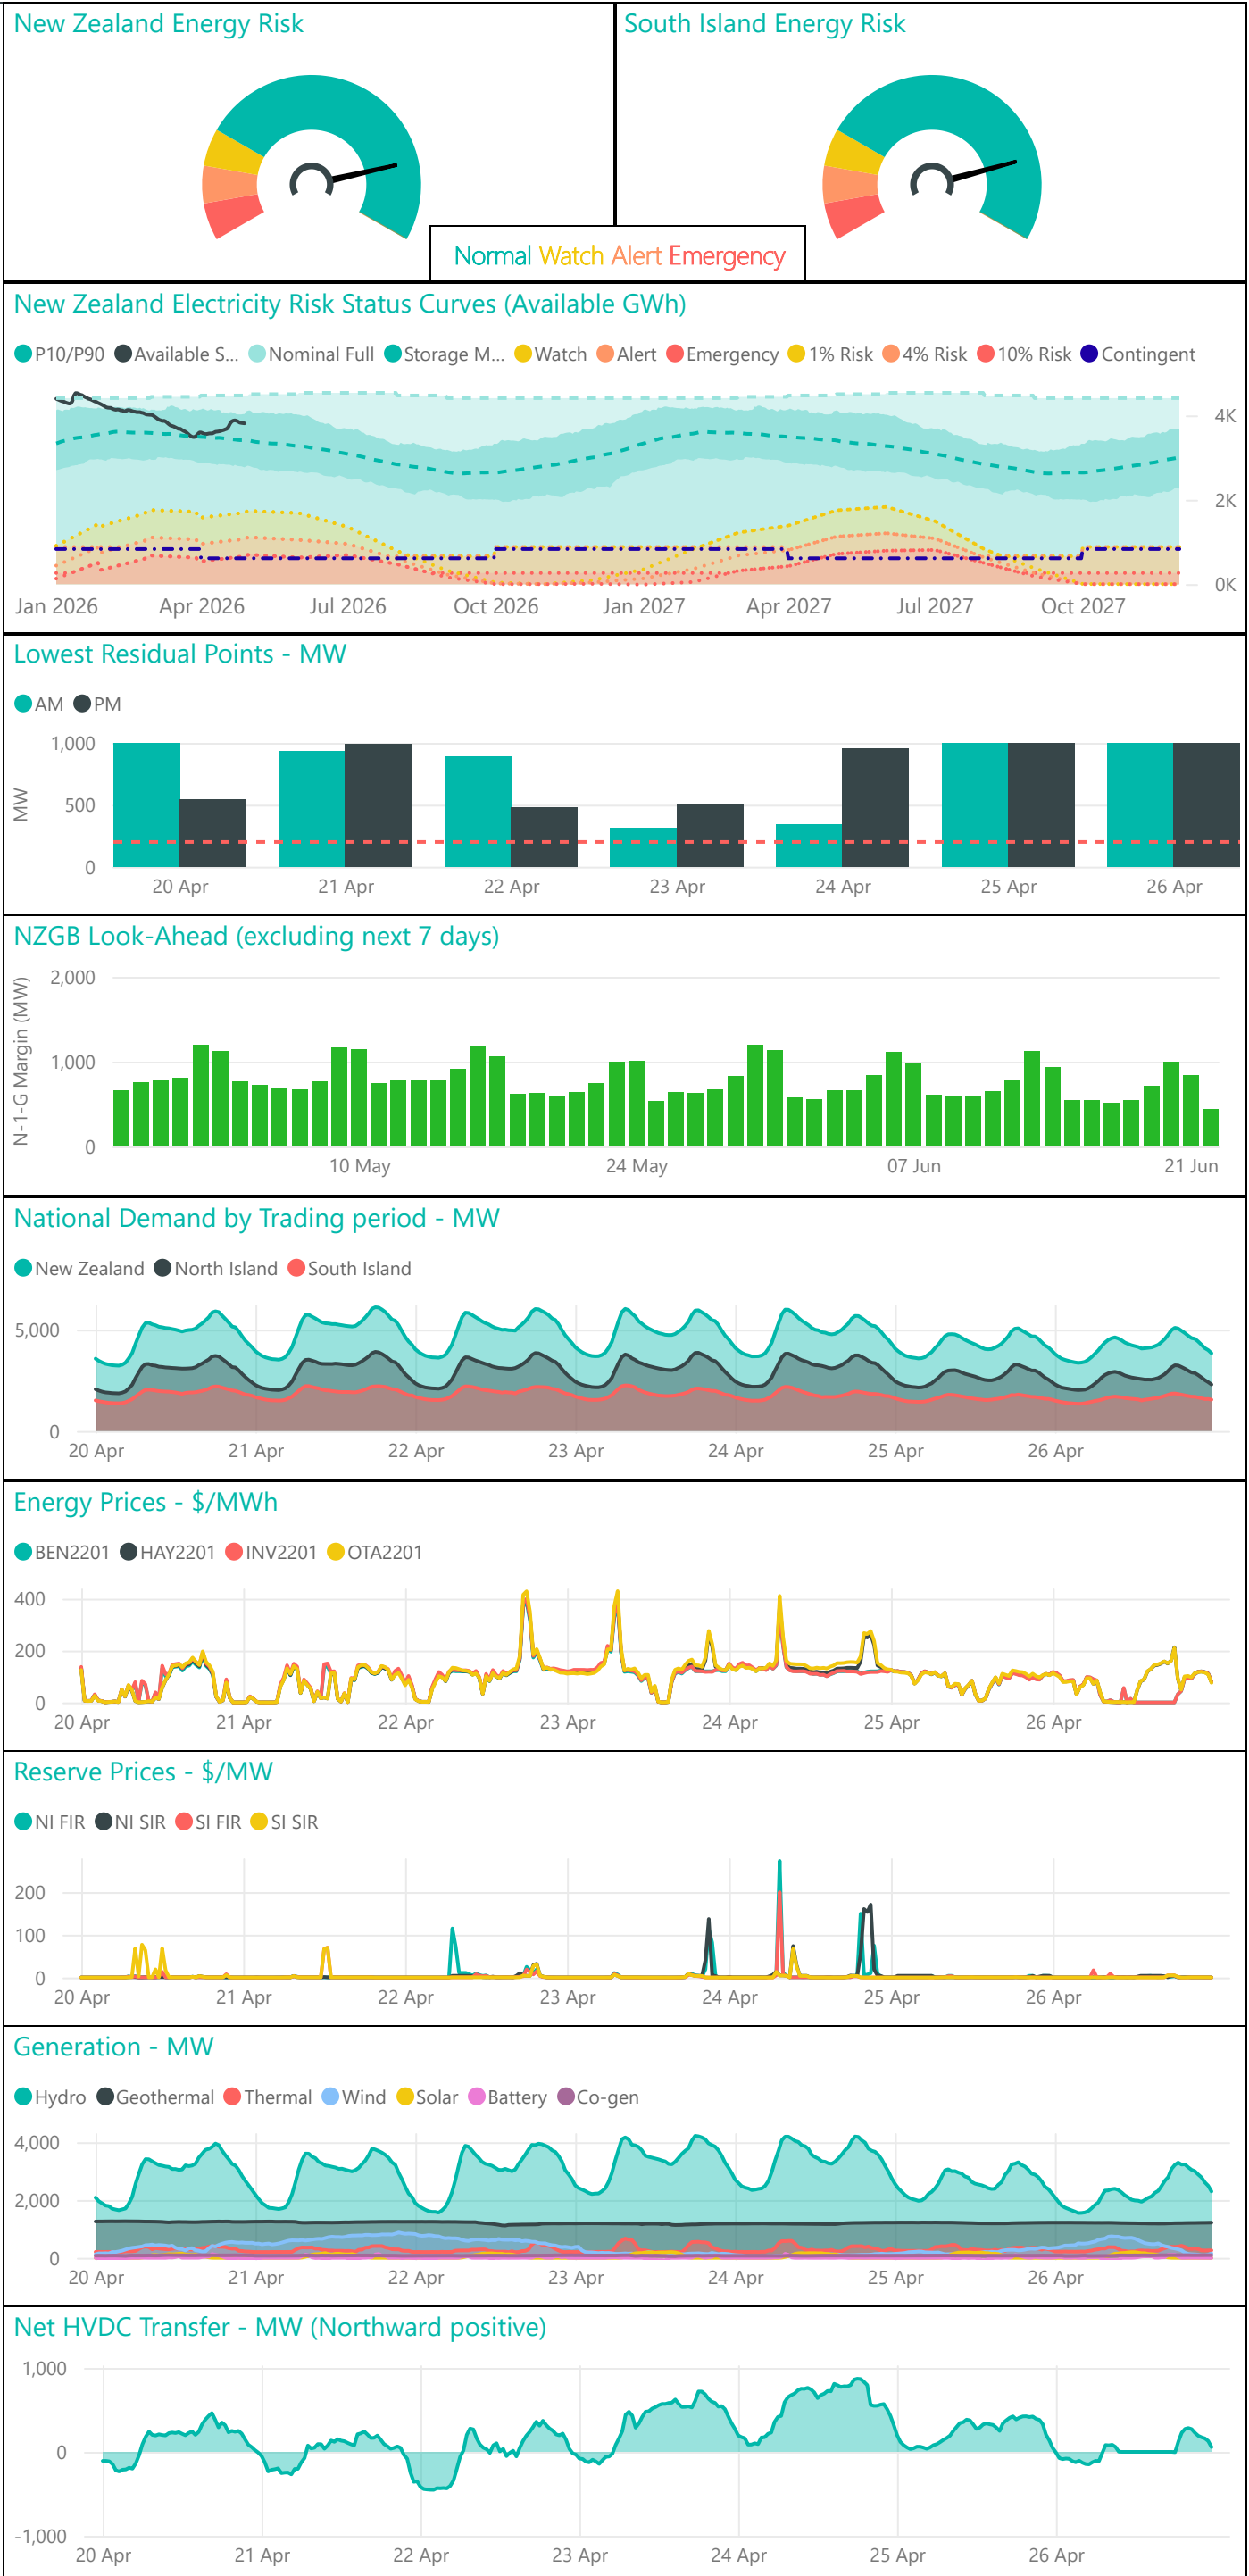 New Zealand Energy Risk
South Island Energy Risk
Normal Watch Alert Emergency
New Zealand Electricity Risk Status Curves (Available GWh)
P10/P90 Available S... Nominal Full Storage M... Watch Alert Emergency 1% Risk 4% Risk 10% Risk Contingent
4K
2K
0K
Jan 2026 Apr 2026 Jul 2026 Oct 2026 Jan 2027 Apr 2027 Jul 2027 Oct 2027
Lowest Residual Points - MW
AM PM
1,000
MW
500
0
20 Apr 21 Apr 22 Apr 23 Apr 24 Apr 25 Apr 26 Apr
NZGB Look-Ahead (excluding next 7 days)
2,000
N-1-G Margin (MW)
1,000
0
10 May 24 May 07 Jun 21 Jun
National Demand by Trading period - MW
New Zealand North Island South Island
5,000
0
20 Apr 21 Apr 22 Apr 23 Apr 24 Apr 25 Apr 26 Apr
Energy Prices - $/MWh
BEN2201 HAY2201 INV2201 OTA2201
400
200
0
20 Apr 21 Apr 22 Apr 23 Apr 24 Apr 25 Apr 26 Apr
Reserve Prices - $/MW
NI FIR NI SIR SI FIR SI SIR
200
100
0
20 Apr 21 Apr 22 Apr 23 Apr 24 Apr 25 Apr 26 Apr
Generation - MW
Hydro Geothermal Thermal Wind Solar Battery Co-gen
4,000
2,000
0
20 Apr 21 Apr 22 Apr 23 Apr 24 Apr 25 Apr 26 Apr
Net HVDC Transfer - MW (Northward positive)
1,000
0
-1,000
20 Apr 21 Apr 22 Apr 23 Apr 24 Apr 25 Apr 26 Apr